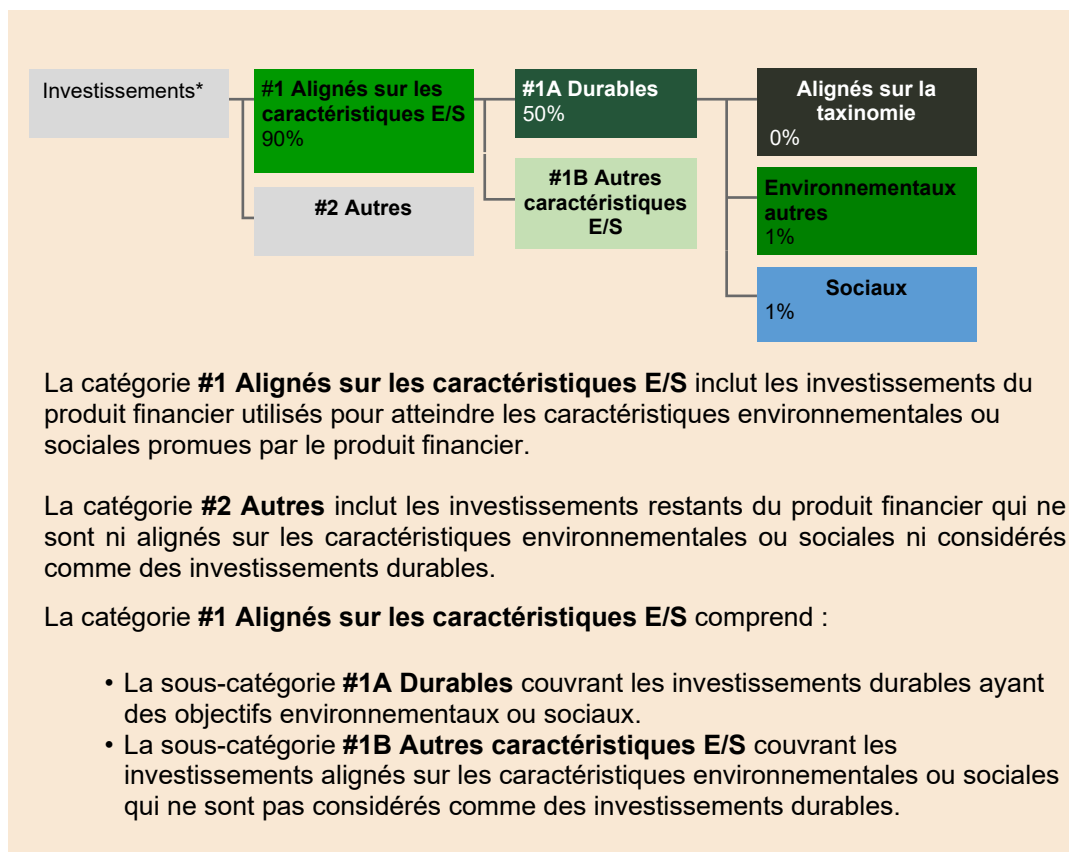 Investissements*
#1 Alignés sur les
caractéristiques E/S
90%
#2 Autres
#1A Durables
50%
#1B Autres
caractéristiques
E/S
Alignés sur la
taxinomie
0%
Environnementaux
autres
1%
Sociaux
1%
La catégorie #1 Alignés sur les caractéristiques E/S inclut les investissements du
produit financier utilisés pour atteindre les caractéristiques environnementales ou
sociales promues par le produit financier.
La catégorie #2 Autres inclut les investissements restants du produit financier qui ne
sont ni alignés sur les caractéristiques environnementales ou sociales ni considérés
comme des investissements durables.
La catégorie #1 Alignés sur les caractéristiques E/S comprend :
• La sous-catégorie #1A Durables couvrant les investissements durables ayant
des objectifs environnementaux ou sociaux.
• La sous-catégorie #1B Autres caractéristiques E/S couvrant les
investissements alignés sur les caractéristiques environnementales ou sociales
qui ne sont pas considérés comme des investissements durables.